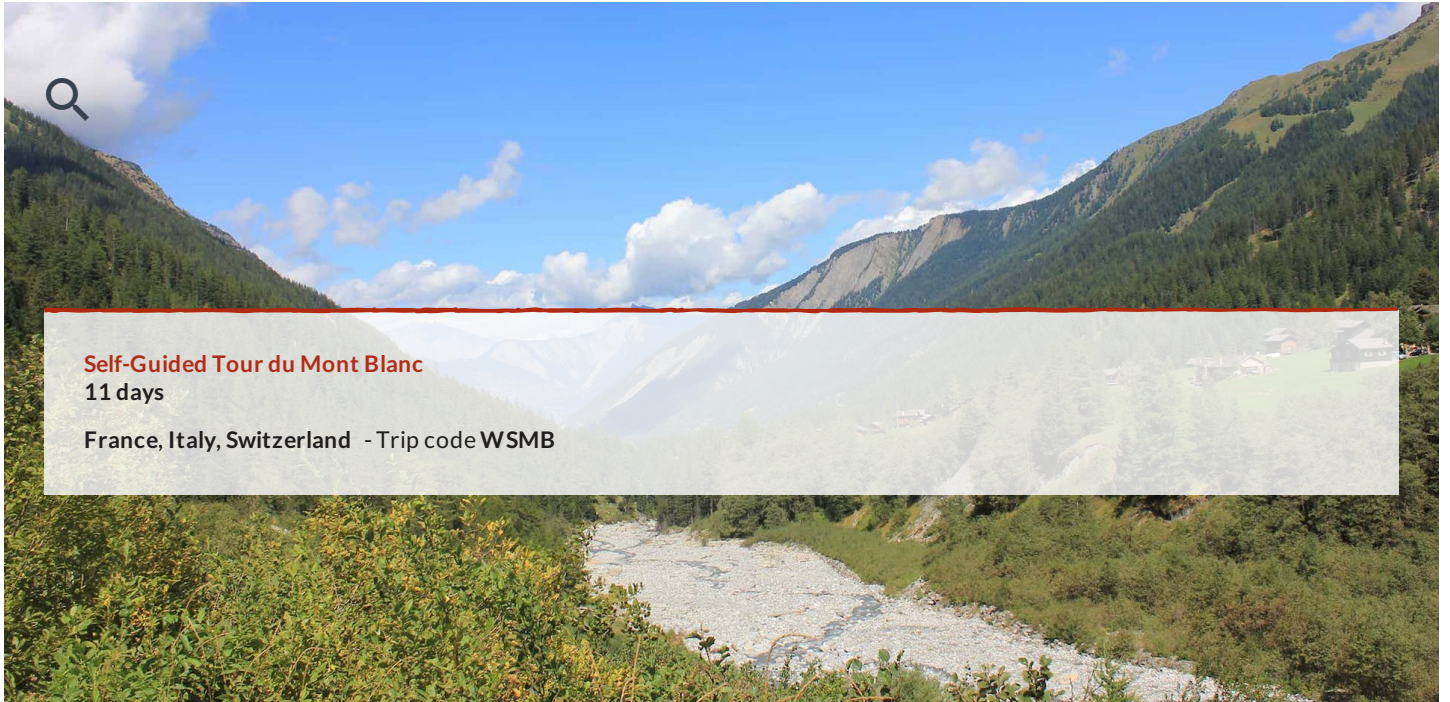 Self-Guided Tour du Mont Blanc
11 days
France, Italy, Switzerland - Trip code WSMB